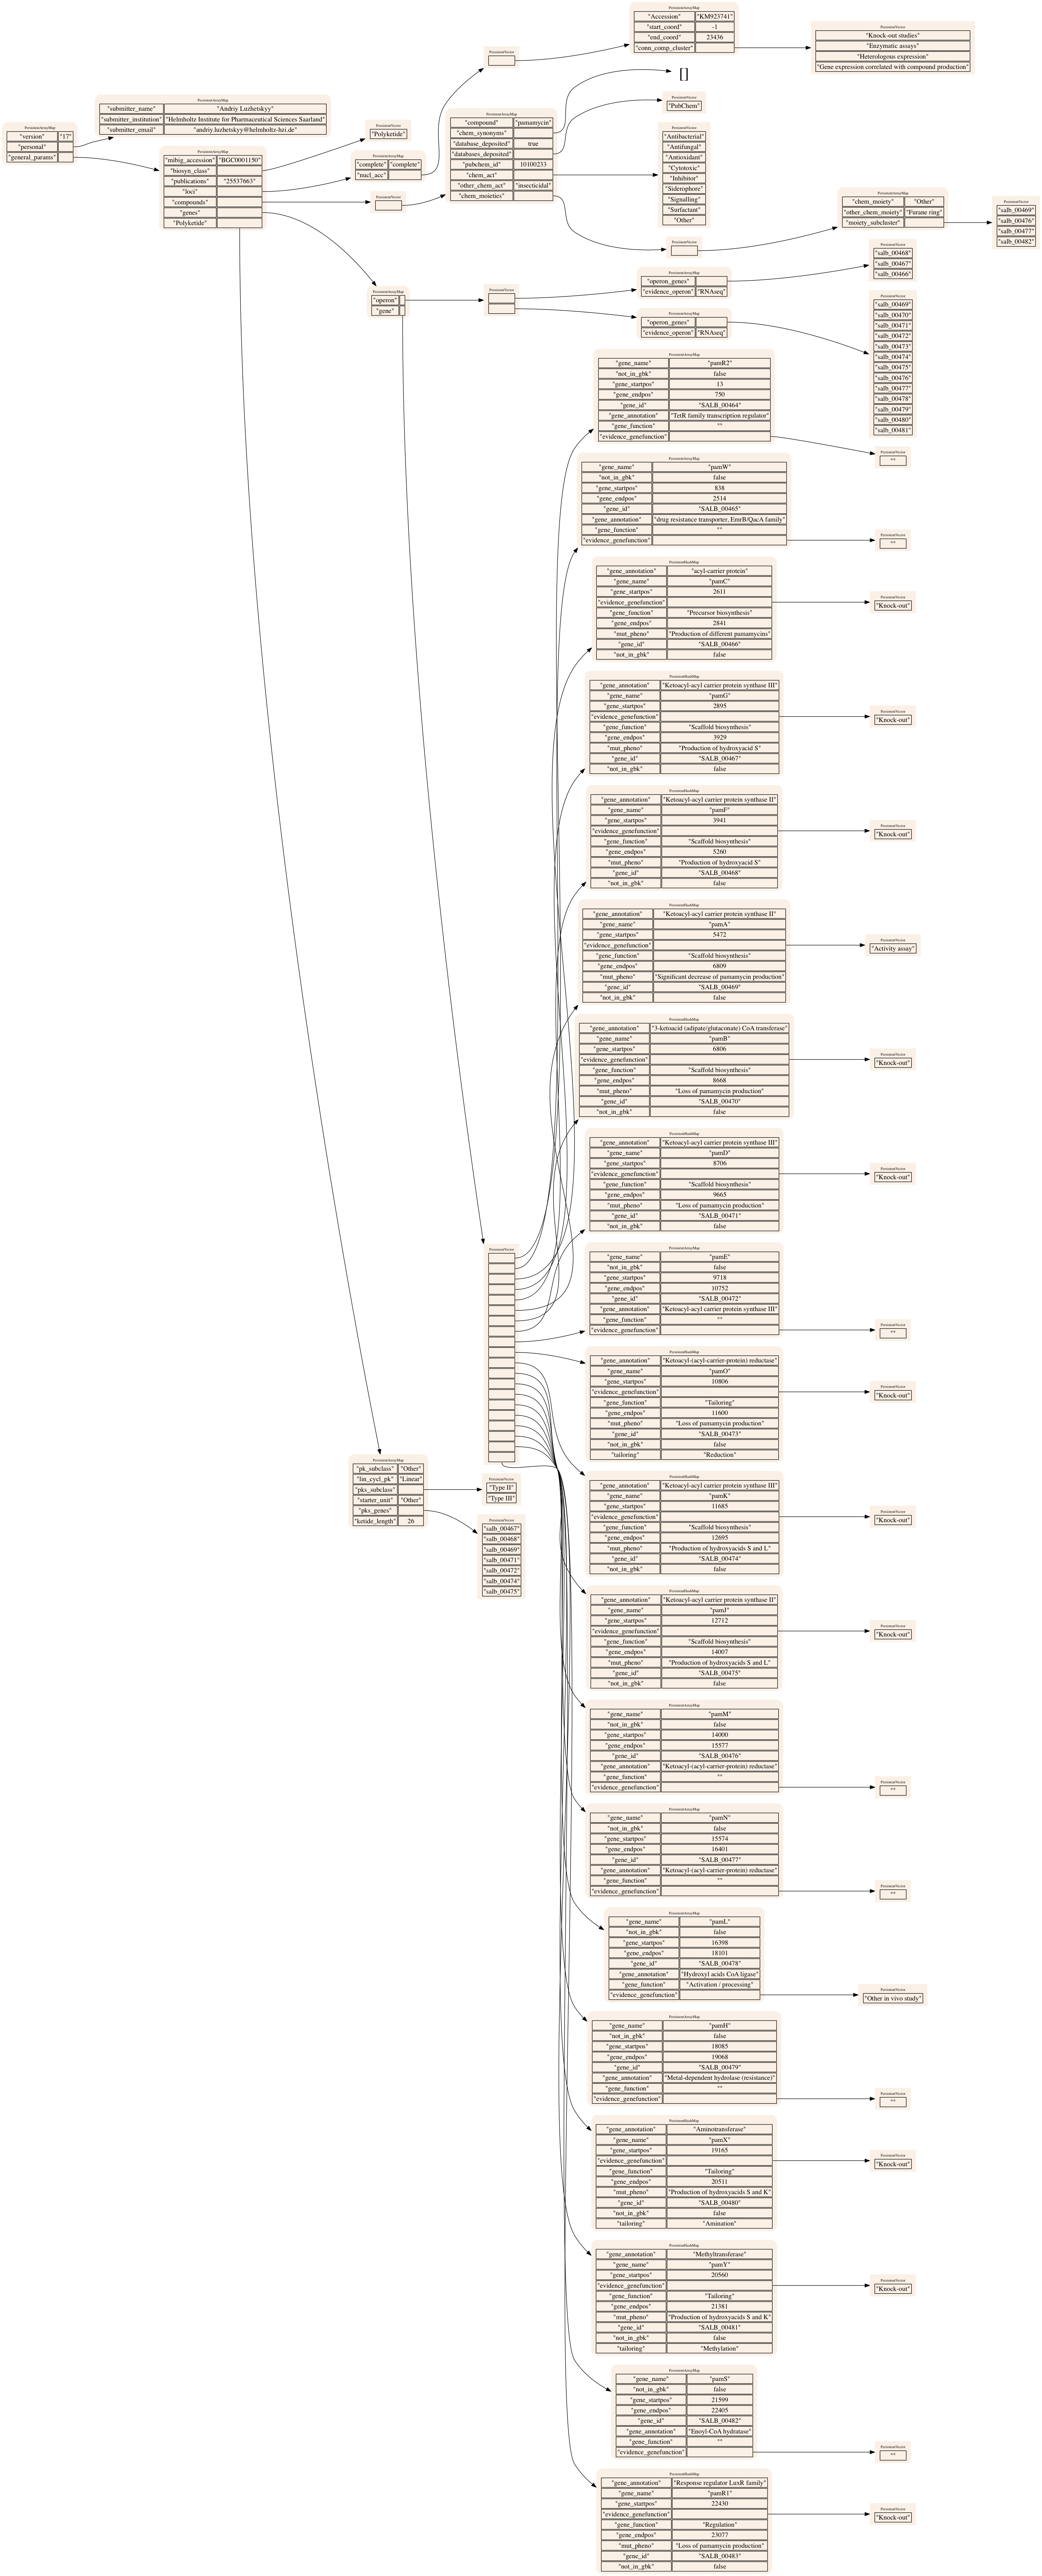 PersistentArrayMap
"version" "17"
"personal"
"general_params"
PersistentArrayMap
"submitter_name" "Andriy Luzhetskyy"
"submitter_institution" "Helmholtz Institute for Pharmaceutical Sciences Saarland"
"submitter_email" "andriy.luzhetskyy@helmholtz-hzi.de"
PersistentArrayMap
"mibig_accession" "BGC0001150"
"biosyn_class"
"publications" "25537663"
"loci"
"compounds"
"genes"
"Polyketide"
PersistentVector
"Polyketide"
PersistentArrayMap
"complete" "complete"
"nucl_acc"
PersistentVector
PersistentVector
PersistentArrayMap
"Accession" "KM923741"
"start_coord" -1
"end_coord" 23436
"conn_comp_cluster"
PersistentVector
"Knock-out studies"
"Enzymatic assays"
"Heterologous expression"
"Gene expression correlated with compound production"
PersistentArrayMap
"compound" "pamamycin"
"chem_synonyms"
"database_deposited" true
"databases_deposited"
"pubchem_id" 10100233
"chem_act"
"other_chem_act" "insecticidal"
"chem_moieties"
[]
PersistentVector
"PubChem"
PersistentVector
"Antibacterial"
"Antifungal"
"Antioxidant"
"Cytotoxic"
"Inhibitor"
"Siderophore"
"Signalling"
"Surfactant"
"Other"
PersistentVector
PersistentArrayMap
"chem_moiety" "Other"
"other_chem_moiety" "Furane ring"
"moiety_subcluster"
PersistentVector
"salb_00469"
"salb_00476"
"salb_00477"
"salb_00482"
PersistentArrayMap
"operon"
"gene"
PersistentVector
PersistentArrayMap
"operon_genes"
"evidence_operon" "RNAseq"
PersistentVector
"salb_00468"
"salb_00467"
"salb_00466"
PersistentArrayMap
"operon_genes"
"evidence_operon" "RNAseq"
PersistentVector
"salb_00469"
"salb_00470"
"salb_00471"
"salb_00472"
"salb_00473"
"salb_00474"
"salb_00475"
"salb_00476"
"salb_00477"
"salb_00478"
"salb_00479"
"salb_00480"
"salb_00481"
PersistentArrayMap
"gene_name" "pamR2"
"not_in_gbk" false
"gene_startpos" 13
"gene_endpos" 750
"gene_id" "SALB_00464"
"gene_annotation" "TetR family transcription regulator"
"gene_function" ""
"evidence_genefunction"
PersistentVector
""
PersistentArrayMap
"gene_name" "pamW"
"not_in_gbk" false
"gene_startpos" 838
"gene_endpos" 2514
"gene_id" "SALB_00465"
"gene_annotation" "drug resistance transporter, EmrB/QacA family"
"gene_function" ""
"evidence_genefunction"
PersistentVector
""
PersistentHashMap
"gene_annotation" "acyl-carrier protein"
"gene_name" "pamC"
"gene_startpos" 2611
"evidence_genefunction"
"gene_function" "Precursor biosynthesis"
"gene_endpos" 2841
"mut_pheno" "Production of different pamamycins"
"gene_id" "SALB_00466"
"not_in_gbk" false
PersistentVector
"Knock-out"
PersistentHashMap
"gene_annotation" "Ketoacyl-acyl carrier protein synthase III"
"gene_name" "pamG"
"gene_startpos" 2895
"evidence_genefunction"
"gene_function" "Scaffold biosynthesis"
"gene_endpos" 3929
"mut_pheno" "Production of hydroxyacid S"
"gene_id" "SALB_00467"
"not_in_gbk" false
PersistentVector
"Knock-out"
PersistentHashMap
"gene_annotation" "Ketoacyl-acyl carrier protein synthase II"
"gene_name" "pamF"
"gene_startpos" 3941
"evidence_genefunction"
"gene_function" "Scaffold biosynthesis"
"gene_endpos" 5260
"mut_pheno" "Production of hydroxyacid S"
"gene_id" "SALB_00468"
"not_in_gbk" false
PersistentVector
"Knock-out"
PersistentHashMap
"gene_annotation" "Ketoacyl-acyl carrier protein synthase II"
"gene_name" "pamA"
"gene_startpos" 5472
"evidence_genefunction"
"gene_function" "Scaffold biosynthesis"
"gene_endpos" 6809
"mut_pheno" "Significant decrease of pamamycin production"
"gene_id" "SALB_00469"
"not_in_gbk" false
PersistentVector
"Activity assay"
PersistentHashMap
"gene_annotation" "3-ketoacid (adipate/glutaconate) CoA transferase"
"gene_name" "pamB"
"gene_startpos" 6806
"evidence_genefunction"
"gene_function" "Scaffold biosynthesis"
"gene_endpos" 8668
"mut_pheno" "Loss of pamamycin production"
"gene_id" "SALB_00470"
"not_in_gbk" false
PersistentVector
"Knock-out"
PersistentHashMap
"gene_annotation" "Ketoacyl-acyl carrier protein synthase III"
"gene_name" "pamD"
"gene_startpos" 8706
"evidence_genefunction"
"gene_function" "Scaffold biosynthesis"
"gene_endpos" 9665
"mut_pheno" "Loss of pamamycin production"
"gene_id" "SALB_00471"
"not_in_gbk" false
PersistentVector
"Knock-out"
PersistentVector
PersistentArrayMap
"gene_name" "pamE"
"not_in_gbk" false
"gene_startpos" 9718
"gene_endpos" 10752
"gene_id" "SALB_00472"
"gene_annotation" "Ketoacyl-acyl carrier protein synthase III"
"gene_function" ""
"evidence_genefunction"
PersistentVector
""
PersistentHashMap
"gene_annotation" "Ketoacyl-(acyl-carrier-protein) reductase"
"gene_name" "pamO"
"gene_startpos" 10806
"evidence_genefunction"
"gene_function" "Tailoring"
"gene_endpos" 11600
"mut_pheno" "Loss of pamamycin production"
"gene_id" "SALB_00473"
"not_in_gbk" false
"tailoring" "Reduction"
PersistentVector
"Knock-out"
PersistentArrayMap
"pk_subclass" "Other"
"lin_cycl_pk" "Linear"
"pks_subclass"
"starter_unit" "Other"
"pks_genes"
"ketide_length" 26
PersistentVector
"Type II"
"Type III"
PersistentVector
"salb_00467"
"salb_00468"
"salb_00469"
"salb_00471"
"salb_00472"
"salb_00474"
"salb_00475"
PersistentHashMap
"gene_annotation" "Ketoacyl-acyl carrier protein synthase III"
"gene_name" "pamK"
"gene_startpos" 11685
"evidence_genefunction"
"gene_function" "Scaffold biosynthesis"
"gene_endpos" 12695
"mut_pheno" "Production of hydroxyacids S and L"
"gene_id" "SALB_00474"
"not_in_gbk" false
PersistentVector
"Knock-out"
PersistentHashMap
"gene_annotation" "Ketoacyl-acyl carrier protein synthase II"
"gene_name" "pamJ"
"gene_startpos" 12712
"evidence_genefunction"
"gene_function" "Scaffold biosynthesis"
"gene_endpos" 14007
"mut_pheno" "Production of hydroxyacids S and L"
"gene_id" "SALB_00475"
"not_in_gbk" false
PersistentVector
"Knock-out"
PersistentArrayMap
"gene_name" "pamM"
"not_in_gbk" false
"gene_startpos" 14000
"gene_endpos" 15577
"gene_id" "SALB_00476"
"gene_annotation" "Ketoacyl-(acyl-carrier-protein) reductase"
"gene_function" ""
"evidence_genefunction"
PersistentVector
""
PersistentArrayMap
"gene_name" "pamN"
"not_in_gbk" false
"gene_startpos" 15574
"gene_endpos" 16401
"gene_id" "SALB_00477"
"gene_annotation" "Ketoacyl-(acyl-carrier-protein) reductase"
"gene_function" ""
"evidence_genefunction"
PersistentVector
""
PersistentArrayMap
"gene_name" "pamL"
"not_in_gbk" false
"gene_startpos" 16398
"gene_endpos" 18101
"gene_id" "SALB_00478"
"gene_annotation" "Hydroxyl acids CoA ligase"
"gene_function" "Activation / processing"
"evidence_genefunction"
PersistentVector
"Other in vivo study"
PersistentArrayMap
"gene_name" "pamH"
"not_in_gbk" false
"gene_startpos" 18085
"gene_endpos" 19068
"gene_id" "SALB_00479"
"gene_annotation" "Metal-dependent hydrolase (resistance)"
"gene_function" ""
"evidence_genefunction"
PersistentVector
""
PersistentHashMap
"gene_annotation" "Aminotransferase"
"gene_name" "pamX"
"gene_startpos" 19165
"evidence_genefunction"
"gene_function" "Tailoring"
"gene_endpos" 20511
"mut_pheno" "Production of hydroxyacids S and K"
"gene_id" "SALB_00480"
"not_in_gbk" false
"tailoring" "Amination"
PersistentVector
"Knock-out"
PersistentHashMap
"gene_annotation" "Methyltransferase"
"gene_name" "pamY"
"gene_startpos" 20560
"evidence_genefunction"
"gene_function" "Tailoring"
"gene_endpos" 21381
"mut_pheno" "Production of hydroxyacids S and K"
"gene_id" "SALB_00481"
"not_in_gbk" false
"tailoring" "Methylation"
PersistentVector
"Knock-out"
PersistentArrayMap
"gene_name" "pamS"
"not_in_gbk" false
"gene_startpos" 21599
"gene_endpos" 22405
"gene_id" "SALB_00482"
"gene_annotation" "Enoyl-CoA hydratase"
"gene_function" ""
"evidence_genefunction"
PersistentVector
""
PersistentHashMap
"gene_annotation" "Response regulator LuxR family"
"gene_name" "pamR1"
"gene_startpos" 22430
"evidence_genefunction"
"gene_function" "Regulation"
"gene_endpos" 23077
"mut_pheno" "Loss of pamamycin production"
"gene_id" "SALB_00483"
"not_in_gbk" false
PersistentVector
"Knock-out"